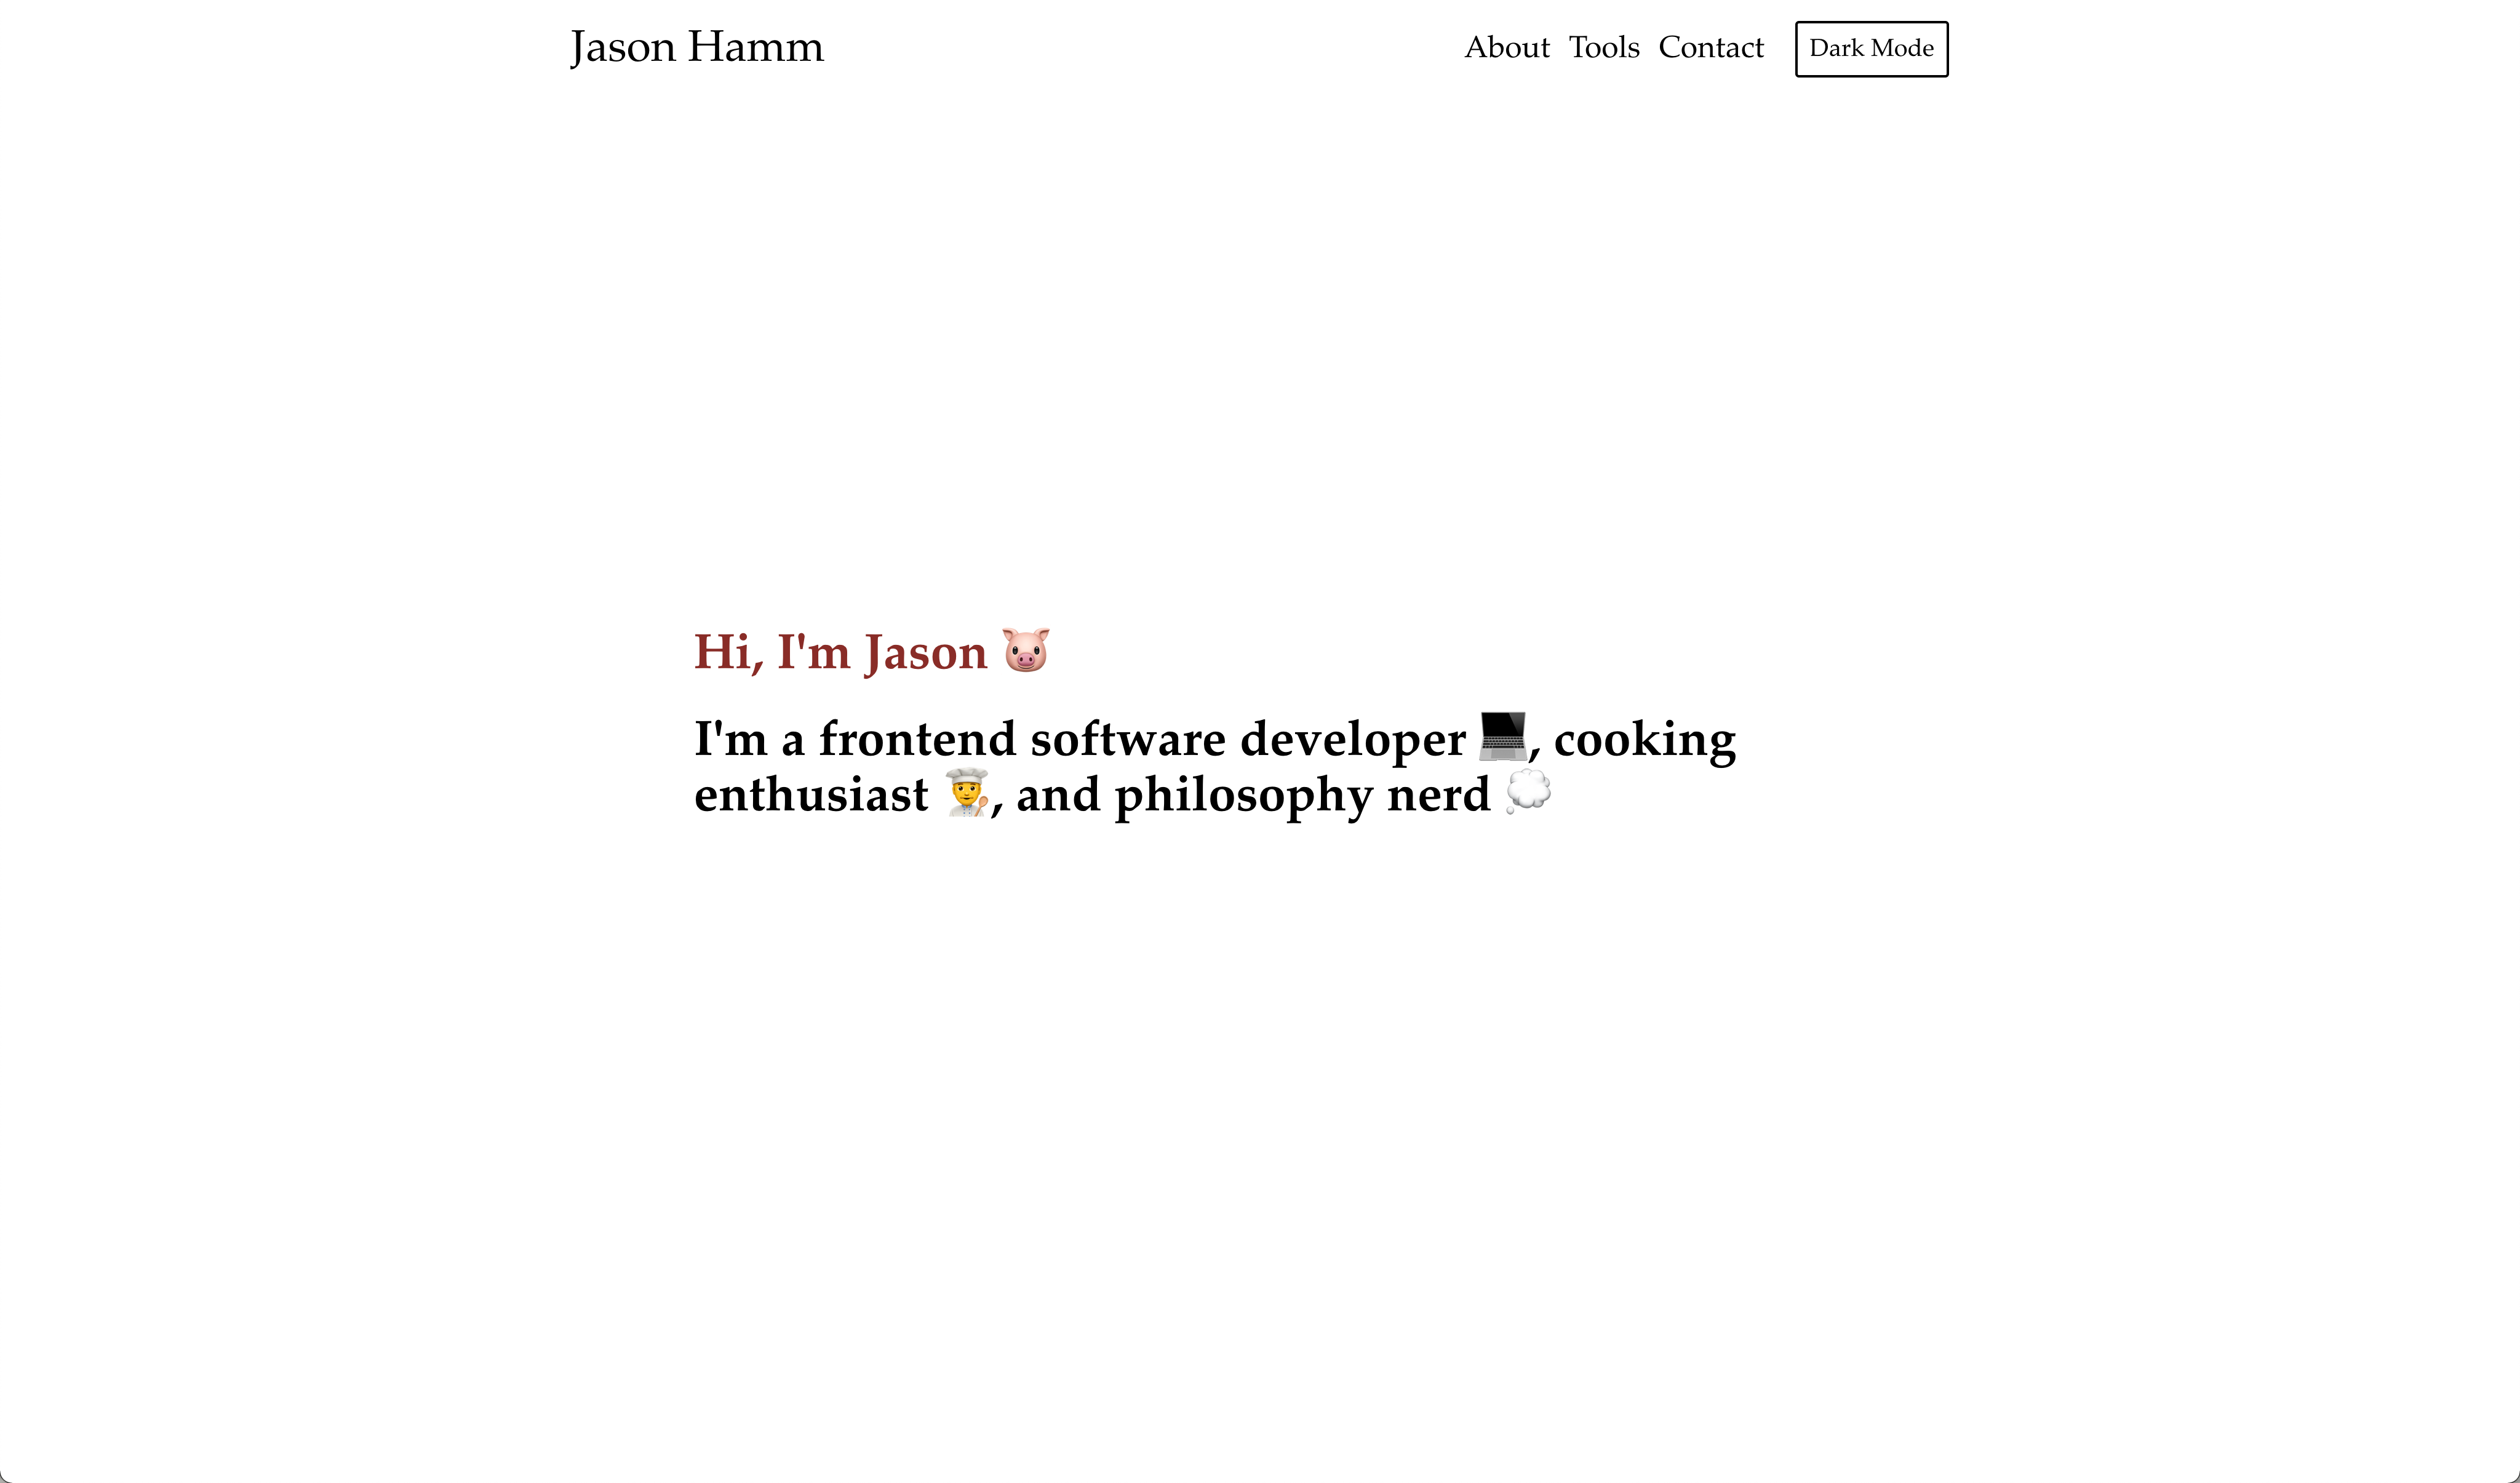 Jason Hamm
About Tools Contact Dark Mode
Hi, I'm Jason 🐷
I'm a frontend software developer 💻, cooking
enthusiast 👨‍🍳, and philosophy nerd 💭